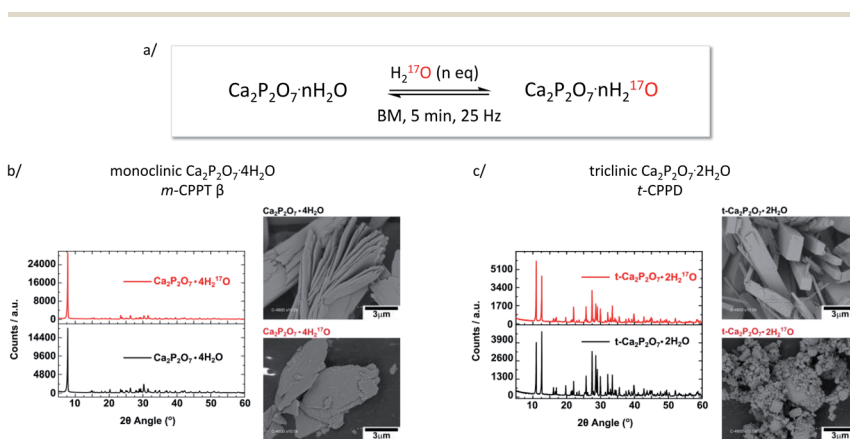 a/
H₂¹⁷O (n eq)
Ca₂P₂O₇·nH₂O
Ca₂P₂O₇·nH₂¹⁷O
BM, 5 min, 25 Hz
b/
monoclinic Ca₂P₂O₇·4H₂O
m-CPPT β
Ca₂P₂O₇•4H₂O
24000
18000
12000
6000
0
Ca₂P₂O₇•4H₂¹⁷O
3μm
Ca₂P₂O₇•4H₂¹⁷O
14400
9600
4800
0
Ca₂P₂O₇•4H₂O
Counts / a.u.
10 20 30 40 50 60
2θ Angle (°)
3μm
c/
triclinic Ca₂P₂O₇·2H₂O
t-CPPD
t-Ca₂P₂O₇•2H₂O
5100
3400
1700
0
t-Ca₂P₂O₇•2H₂¹⁷O
3μm
t-Ca₂P₂O₇•2H₂¹⁷O
3900
2600
1300
0
t-Ca₂P₂O₇•2H₂O
Counts / a.u.
10 20 30 40 50 60
2θ Angle (°)
3μm